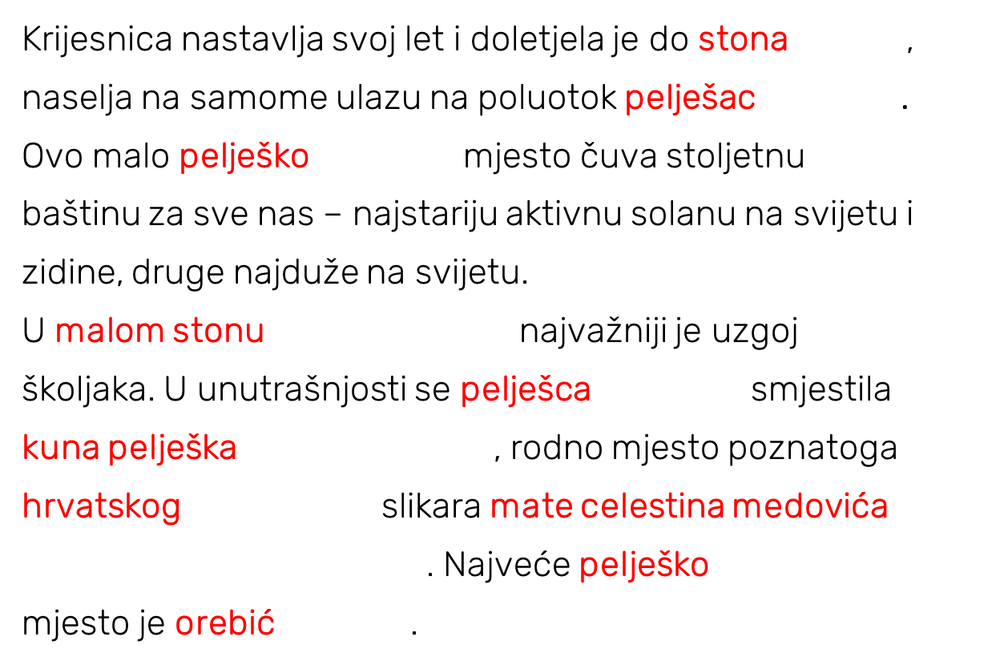 Krijesnica nastavlja svoj let i doletjela je do stona ,
naselja na samome ulazu na poluotok pelješac .
Ovo malo pelješko mjesto čuva stoljetnu
baštinu za sve nas – najstariju aktivnu solanu na svijetu i
zidine, druge najduže na svijetu.
U malom stonu najvažniji je uzgoj
školjaka. U unutrašnjosti se pelješca smjestila
kuna pelješka , rodno mjesto poznatoga
hrvatskog slikara mate celestina medovića
. Najveće pelješko
mjesto je orebić .